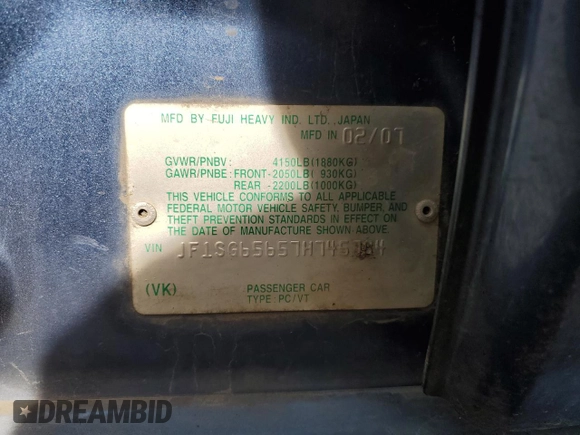 MFD BY FUJI HEAVY IND. LTD., JAPAN
MFD IN 02/07
GVWR/PNBV: 4150LB(1880KG)
GAWR/PNBE: FRONT-2050LB( 930KG)
REAR -2200LB(1000KG)
THIS VEHICLE CONFORMS TO ALL APPLICABLE
FEDERAL MOTOR VEHICLE SAFETY, BUMPER, AND
THEFT PREVENTION STANDARDS IN EFFECT ON
THE DATE OF MANUFACTURE SHOWN ABOVE.
VIN
(VK) PASSENGER CAR
TYPE:PC/VT
DREAMBID